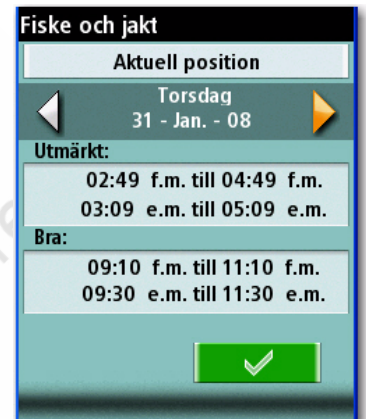 Fiske och jakt
Aktuell position
Torsdag
31 - Jan. - 08
Utmärkt:
02:49 f.m. till 04:49 f.m.
03:09 e.m. till 05:09 e.m.
Bra:
09:10 f.m. till 11:10 f.m.
09:30 e.m. till 11:30 e.m.